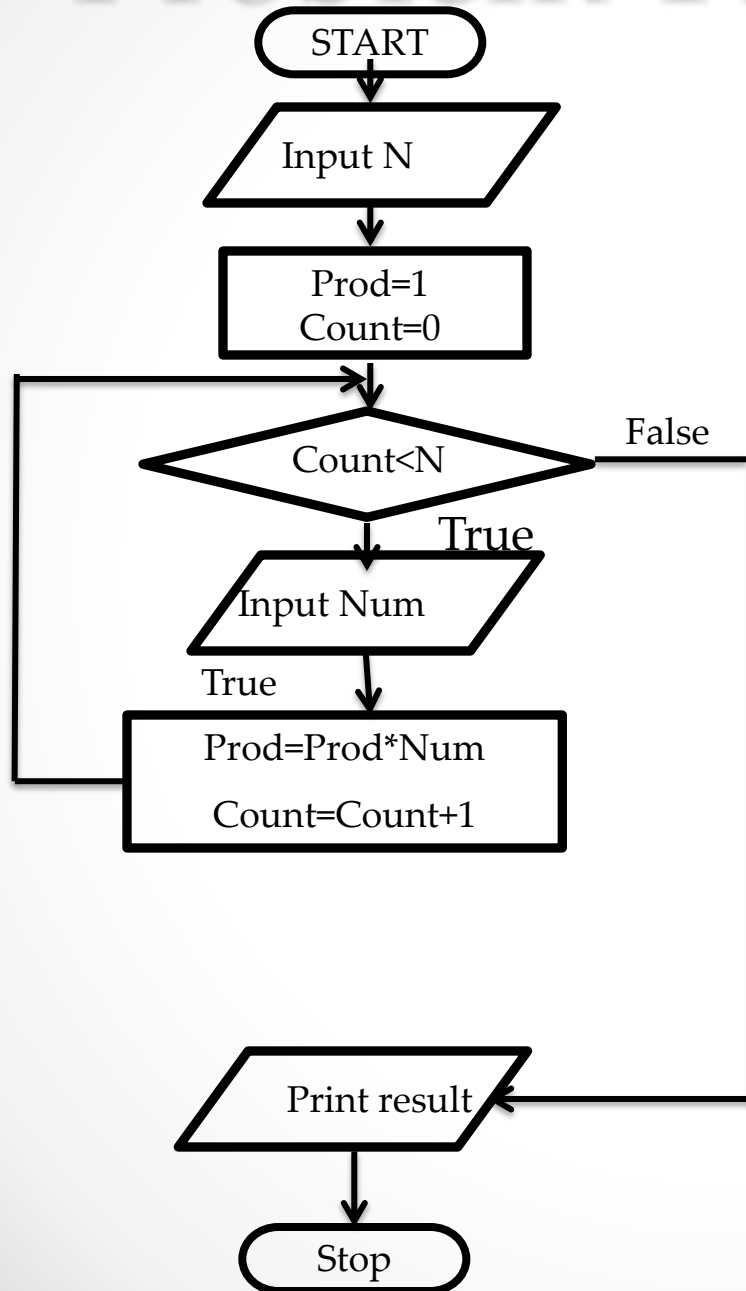 START
Input N
Prod=1
Count=0
Count<N
False
True
Input Num
True
Prod=Prod*Num
Count=Count+1
Print result
Stop